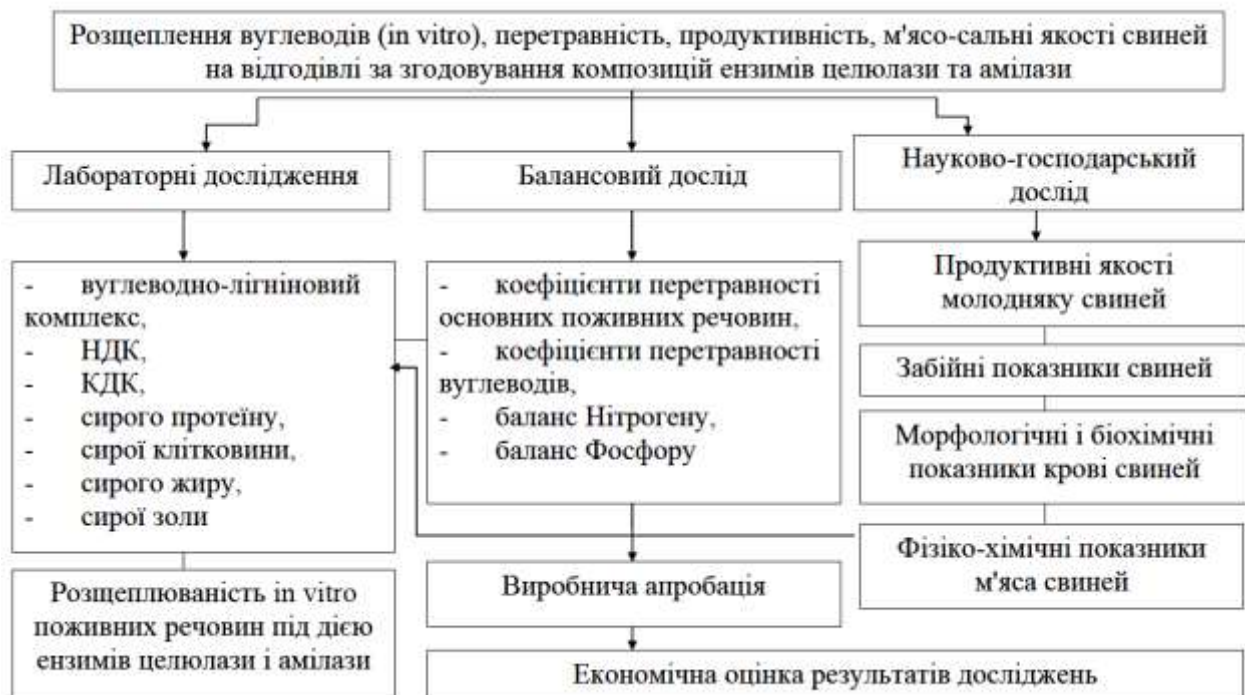 Розщеплення вуглеводів (in vitro), перетравність, продуктивність, м'ясо-сальні якості свиней
на відгодівлі за згодовування композицій ензимів целюлази та амілази
Лабораторні дослідження
Балансовий дослід
Науково-господарський
дослід
- вуглеводно-лігніновий
комплекс,
- НДК,
- КДК,
- сирого протеїну,
- сирої клітковини,
- сирого жиру,
- сирої золи
Розщеплюваність in vitro
поживних речовин під дією
ензимів целюлази і амілази
- коефіцієнти перетравності
основних поживних речовин,
- коефіцієнти перетравності
вуглеводів,
- баланс Нітрогену,
- баланс Фосфору
Виробнича апробація
Економічна оцінка результатів досліджень
Продуктивні якості
молодняку свиней
Забійні показники свиней
Морфологічні і біохімічні
показники крові свиней
Фізіко-хімічні показники
м'яса свиней